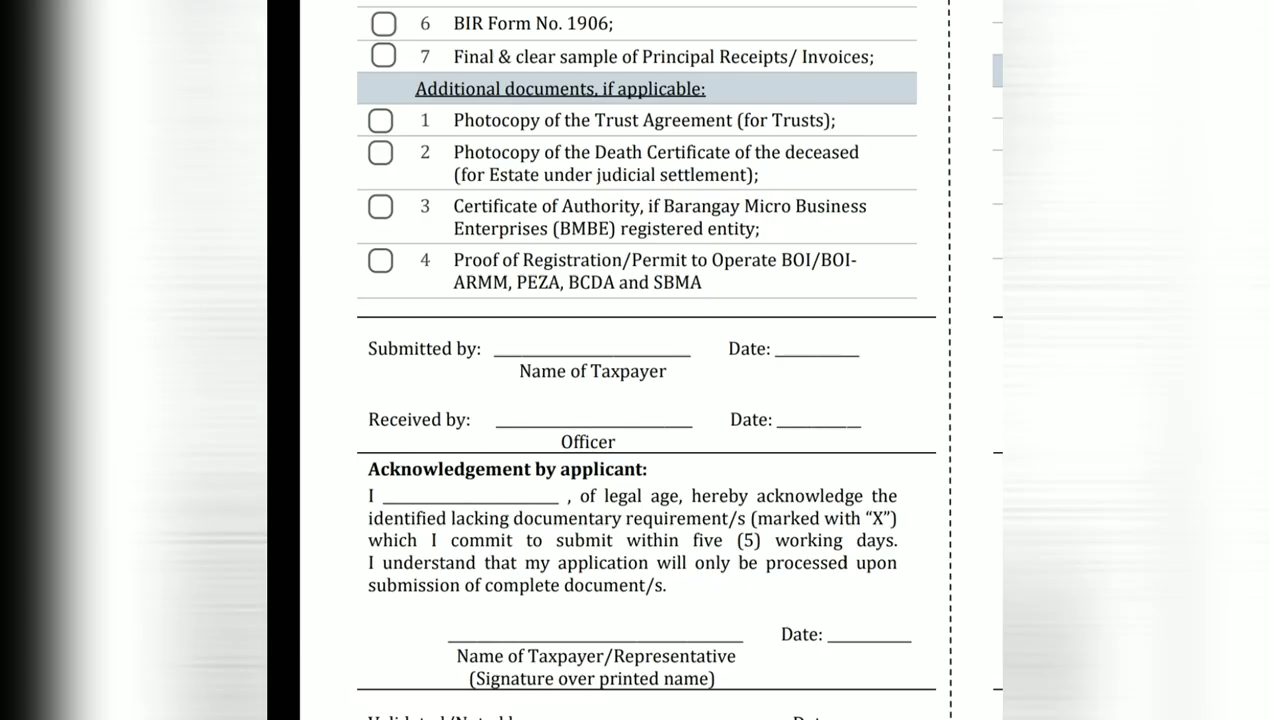 6 BIR Form No. 1906;
7 Final & clear sample of Principal Receipts/ Invoices;
Additional documents, if applicable:
1 Photocopy of the Trust Agreement (for Trusts);
2 Photocopy of the Death Certificate of the deceased
(for Estate under judicial settlement);
3 Certificate of Authority, if Barangay Micro Business
Enterprises (BMBE) registered entity;
4 Proof of Registration/Permit to Operate BOI/BOI-
ARMM, PEZA, BCDA and SBMA
Submitted by: ____________________ Date: _________
Name of Taxpayer
Received by: ____________________ Date: _________
Officer
Acknowledgement by applicant:
I ___________________ , of legal age, hereby acknowledge the
identified lacking documentary requirement/s (marked with “X”)
which I commit to submit within five (5) working days.
I understand that my application will only be processed upon
submission of complete document/s.
______________________________ Date: _________
Name of Taxpayer/Representative
(Signature over printed name)